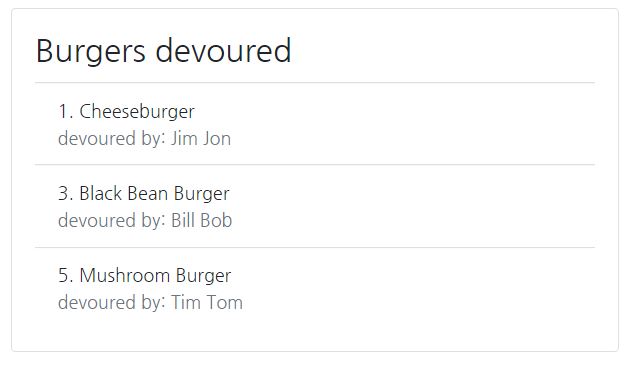 Burgers devoured
1. Cheeseburger
devoured by: Jim Jon
3. Black Bean Burger
devoured by: Bill Bob
5. Mushroom Burger
devoured by: Tim Tom